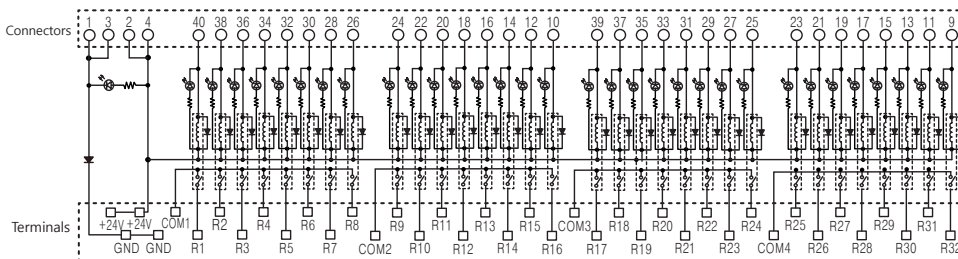 Connectors 1 3 2 4 40 38 36 34 32 30 28 26 24 22 20 18 16 14 12 10 39 37 35 33 31 29 27 25 23 21 19 17 15 13 11 9
Terminals
+24V +24V COM1 R2 R4 R6 R8 R9 R11 R13 R15 COM3 R18 R20 R22 R24 R25 R27 R29 R31
GND GND R1 R3 R5 R7 COM2 R10 R12 R14 R16 R17 R19 R21 R23 COM4 R26 R28 R30 R32